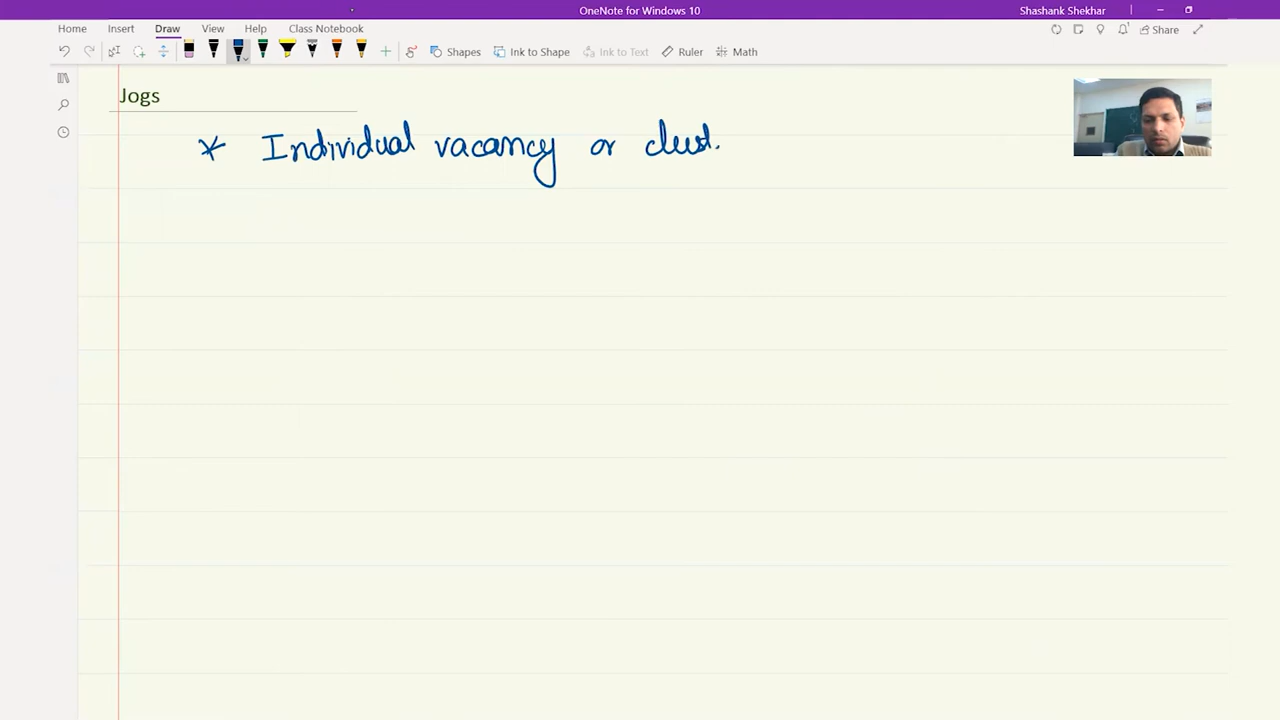 OneNote for Windows 10
Shashank Shekhar
Home Insert Draw View Help Class Notebook
Share
Shapes Ink to Shape Ink to Text Ruler Math
Jogs
* Individual vacancy or clust.